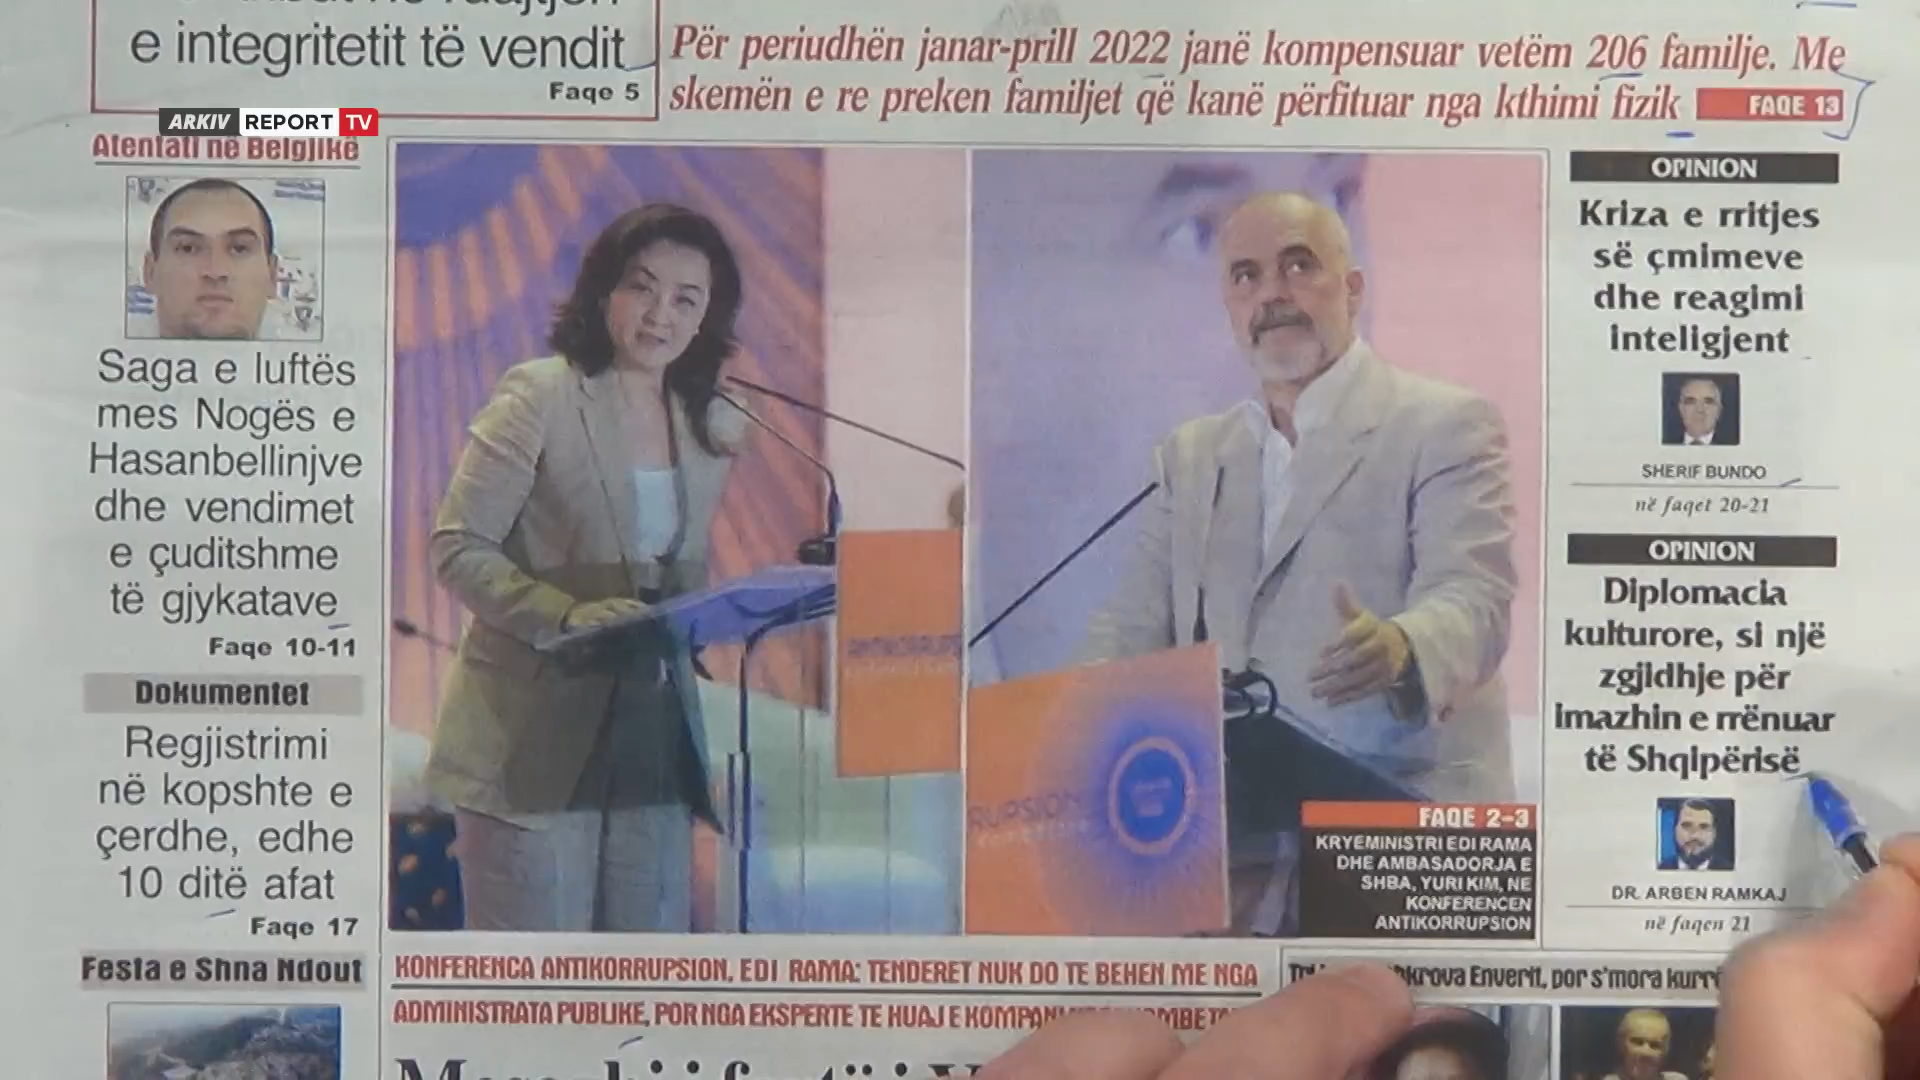 e integritetit të vendit
Faqe 5
Për periudhën janar-prill 2022 janë kompensuar vetëm 206 familje. Me
skemën e re preken familjet që kanë përfituar nga kthimi fizik
FAQE 13
ARKIV REPORT TV
Atentati në Belgjikë
Saga e luftës
mes Nogës e
Hasanbellinjve
dhe vendimet
e çuditshme
të gjykatave
Faqe 10-11
Dokumentet
Regjistrimi
në kopshte e
çerdhe, edhe
10 ditë afat
Faqe 17
Festa e Shna Ndout
FAQE 2-3
KRYEMINISTRI EDI RAMA
DHE AMBASADORJA E
SHBA, YURI KIM, NE
KONFERENCEN
ANTIKORRUPSION
KONFERENCA ANTIKORRUPSION, EDI RAMA: TENDERET NUK DO TE BEHEN ME NGA
ADMINISTRATA PUBLIKE, POR NGA EKSPERTE TE HUAJ E
OPINION
Kriza e rritjes
së çmimeve
dhe reagimi
inteligjent
SHERIF BUNDO
në faqet 20-21
OPINION
Diplomacia
kulturore, si një
zgjidhje për
imazhin e rrënuar
të Shqipërisë
DR. ARBEN RAMKAJ
në faqen 21
Enverit, por s'mora